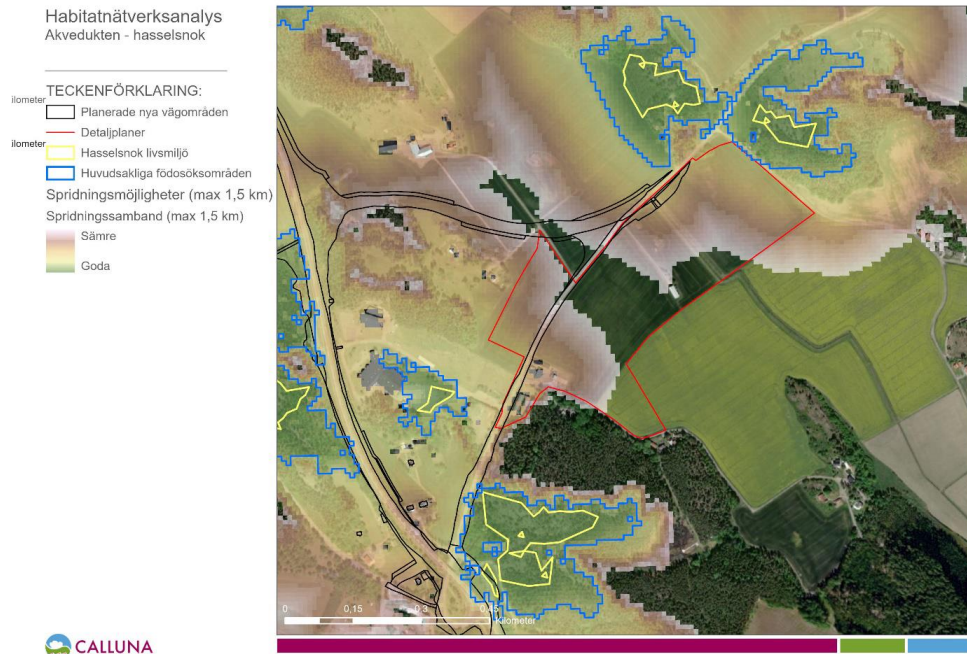 Habitatnätverksanalys
Akvedukten - hasselsnok
TECKENFÖRKLARING:
ilometer
Planerade nya vägområden
Detaljplaner
ilometer
Hasselsnok livsmiljö
Huvudsakliga födosöksområden
Spridningsmöjligheter (max 1,5 km)
Spridningssamband (max 1,5 km)
Sämre
Goda
0 0,15 0,3 0,45
Kilometer
CALLUNA